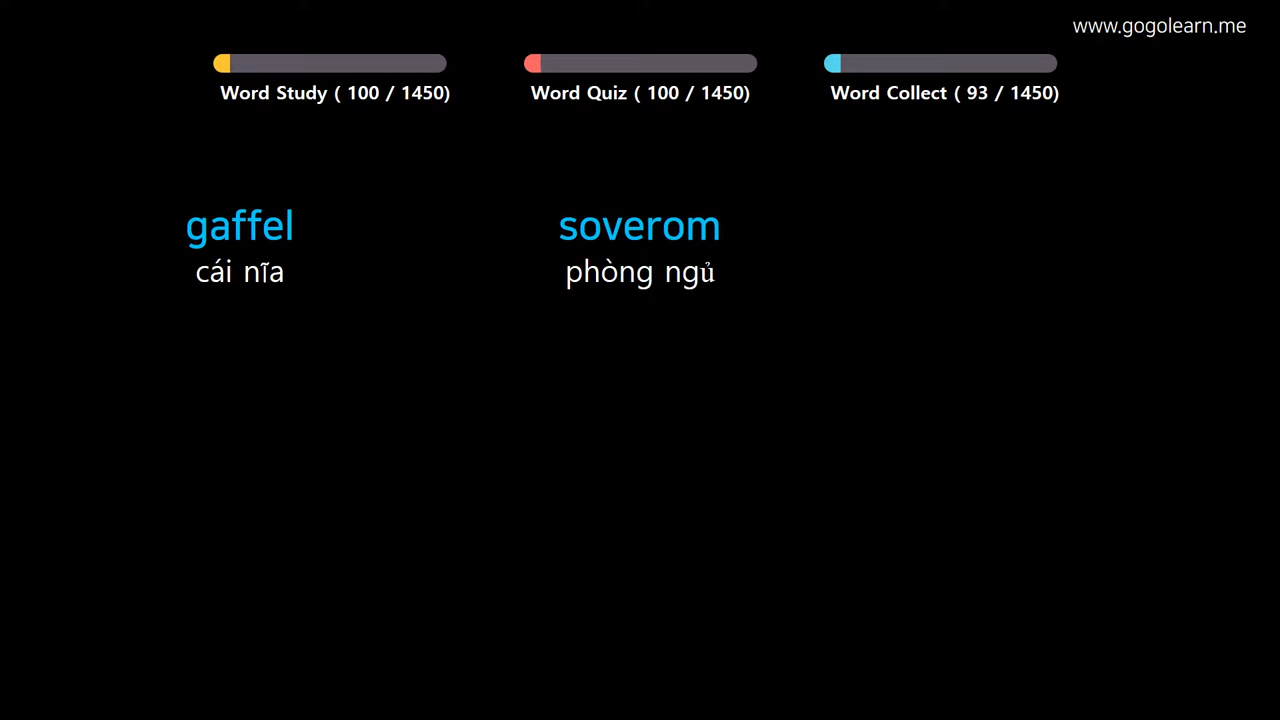 www.gogolearn.me
Word Study ( 100 / 1450)
Word Quiz ( 100 / 1450)
Word Collect ( 93 / 1450)
gaffel
cái nĩa
soverom
phòng ngủ